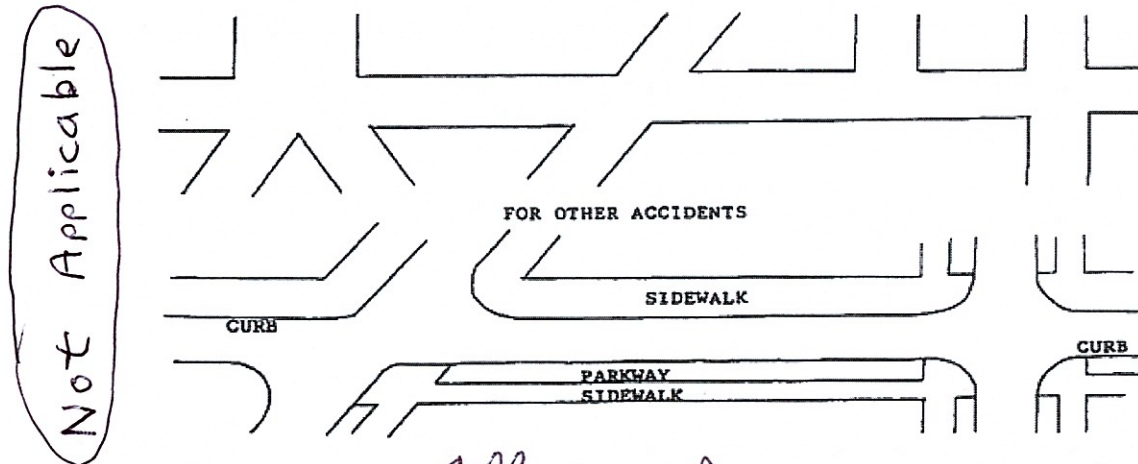 Not Applicable
FOR OTHER ACCIDENTS
SIDEWALK
CURB
CURB
PARKWAY
SIDEWALK